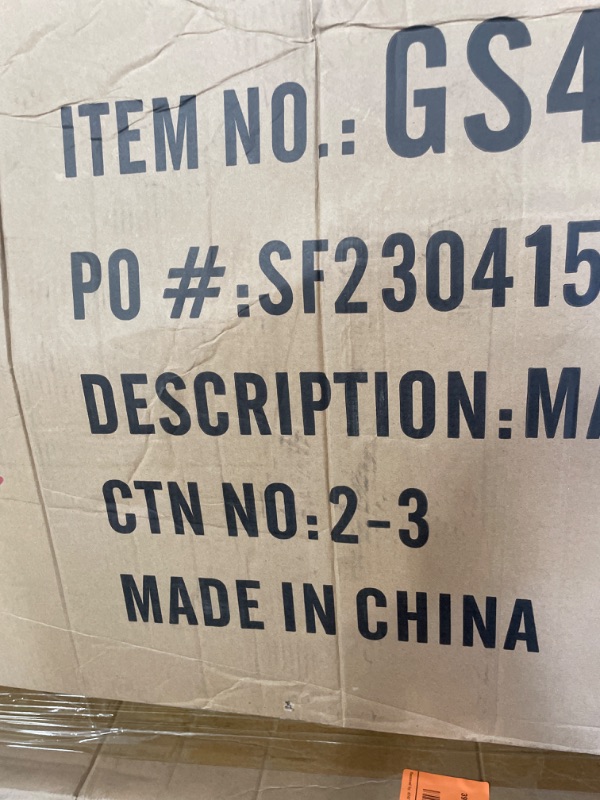 ITEM NO.: GS4
PO #:SF230415
DESCRIPTION:MA
CTN NO:2-3
MADE IN CHINA